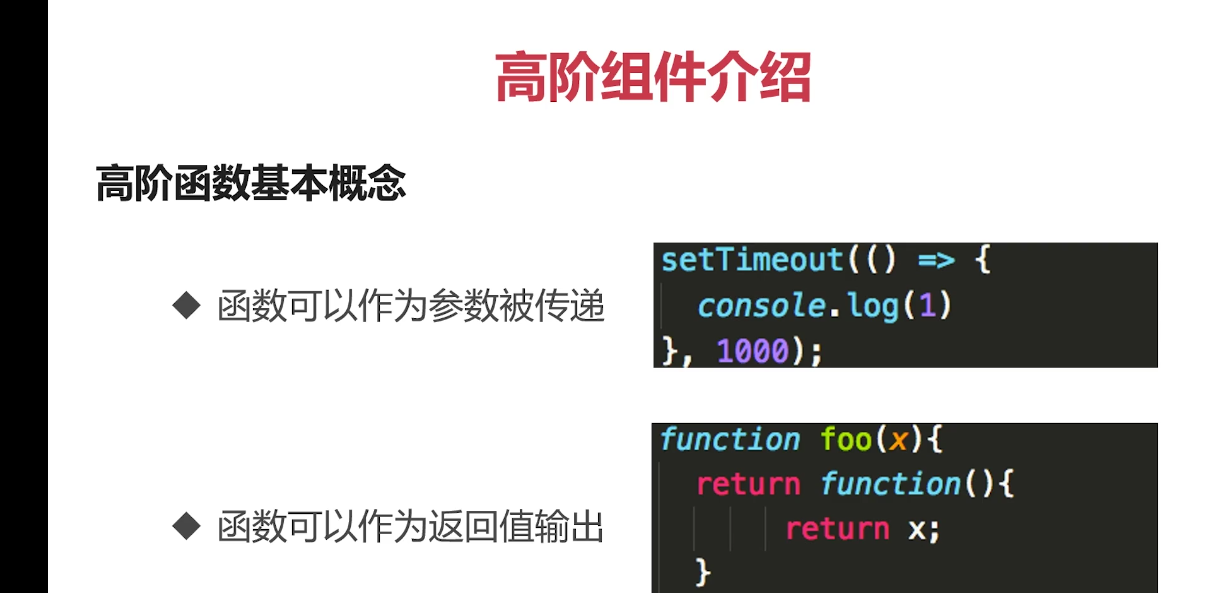 高阶组件介绍
高阶函数基本概念
◆ 函数可以作为参数被传递
setTimeout(() => {
  console.log(1)
}, 1000);
◆ 函数可以作为返回值输出
function foo(x){
  return function(){
      return x;
  }